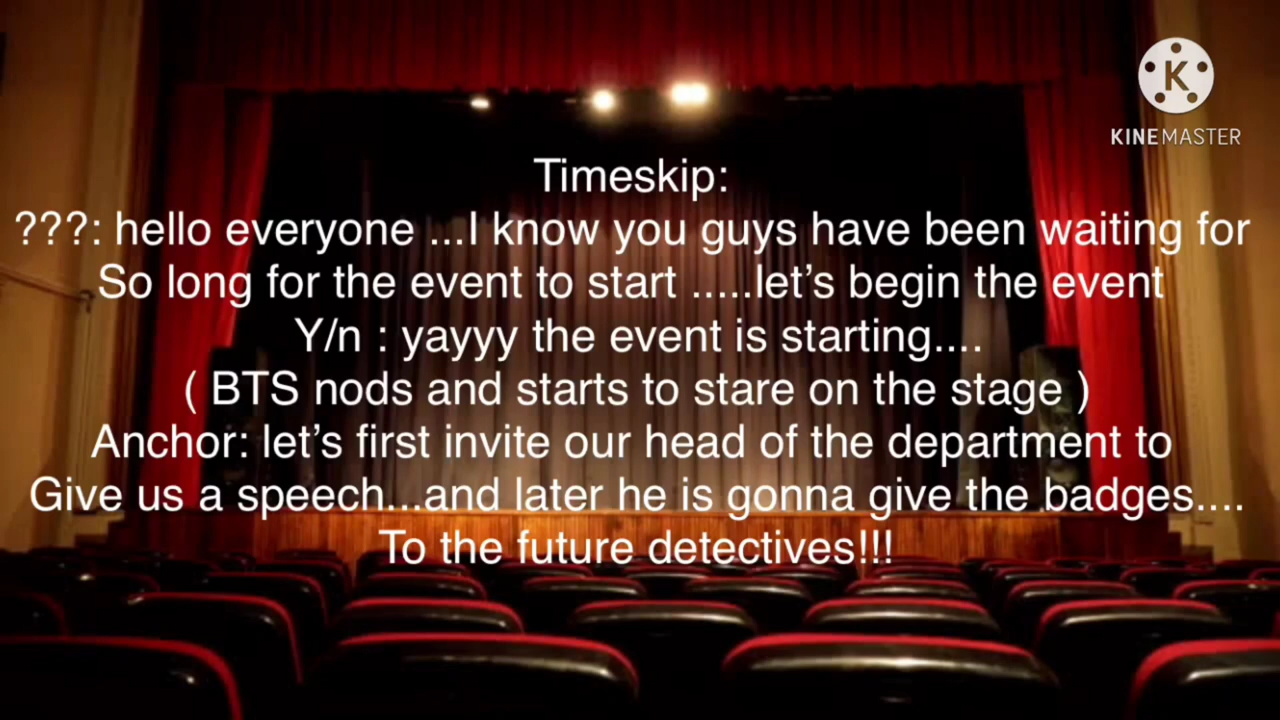 KINEMASTER
Timeskip:
???: hello everyone ...I know you guys have been waiting for
So long for the event to start .....let’s begin the event
Y/n : yayyy the event is starting....
( BTS nods and starts to stare on the stage )
Anchor: let’s first invite our head of the department to
Give us a speech...and later he is gonna give the badges....
To the future detectives!!!